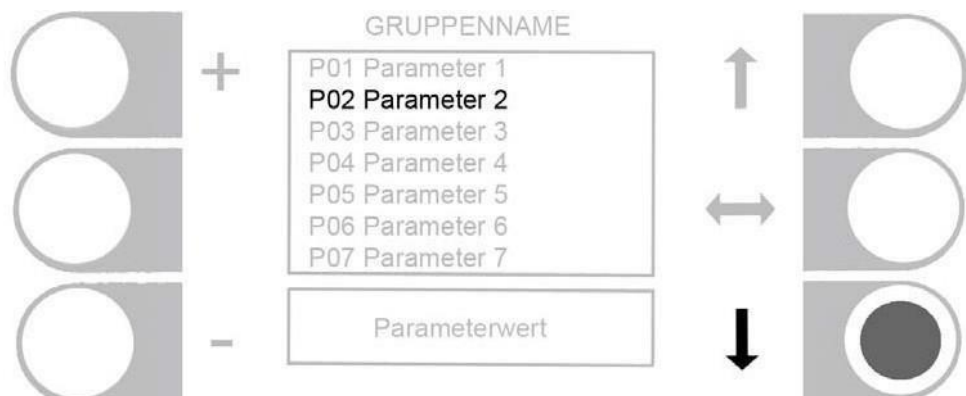 GRUPPENNAME
+
P01 Parameter 1
P02 Parameter 2
P03 Parameter 3
P04 Parameter 4
P05 Parameter 5
P06 Parameter 6
P07 Parameter 7
-
Parameterwert